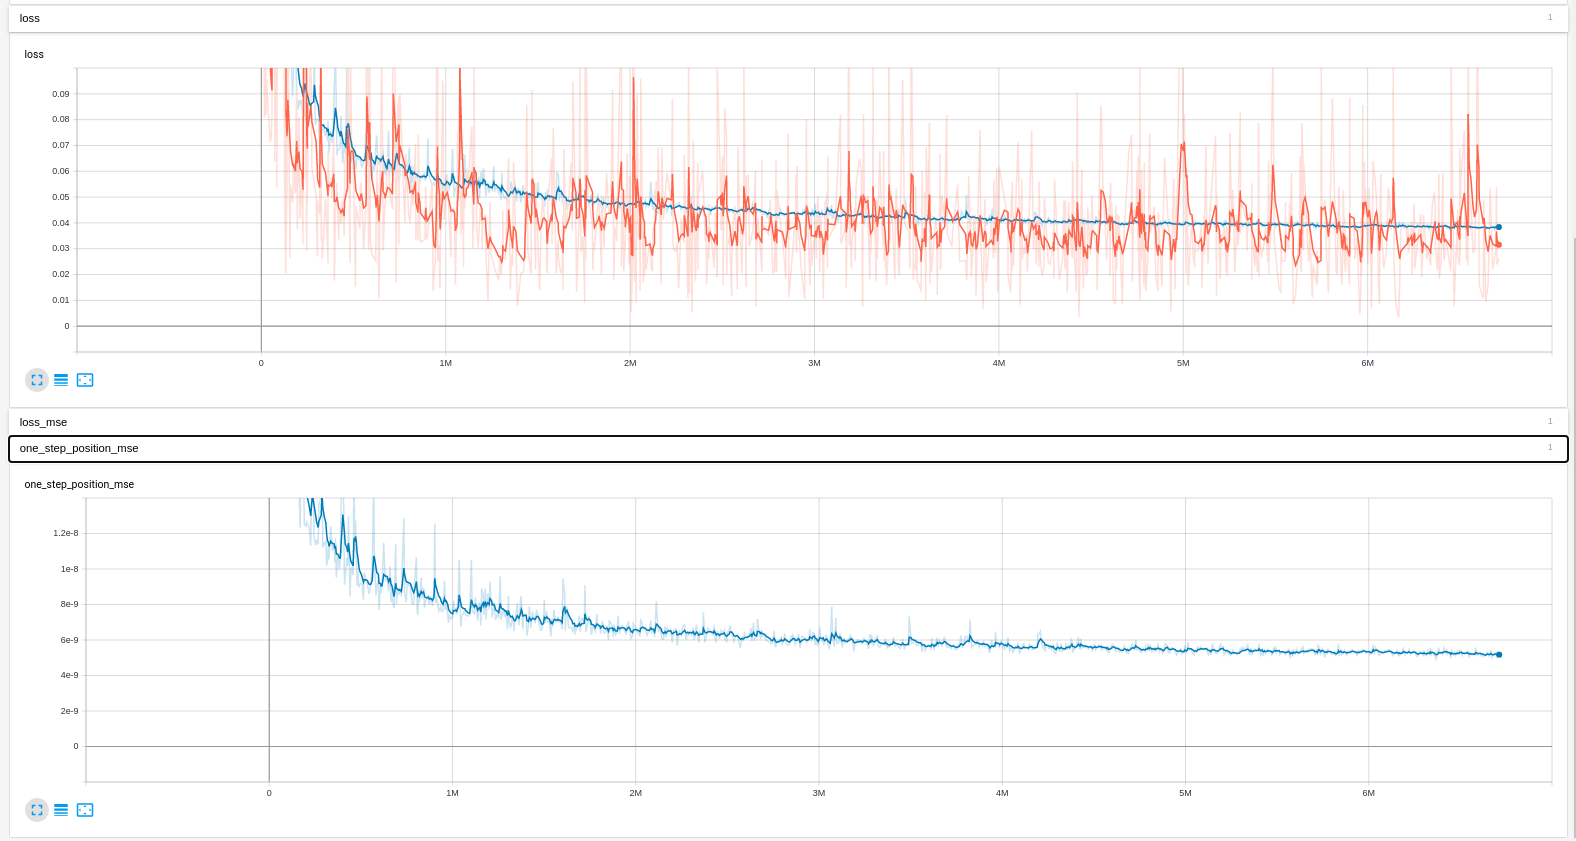 loss 1
loss
0.09
0.08
0.07
0.06
0.05
0.04
0.03
0.02
0.01
0
0 1M 2M 3M 4M 5M 6M
loss_mse 1
one_step_position_mse 1
one_step_position_mse
1.2e-8
1e-8
8e-9
6e-9
4e-9
2e-9
0
0 1M 2M 3M 4M 5M 6M